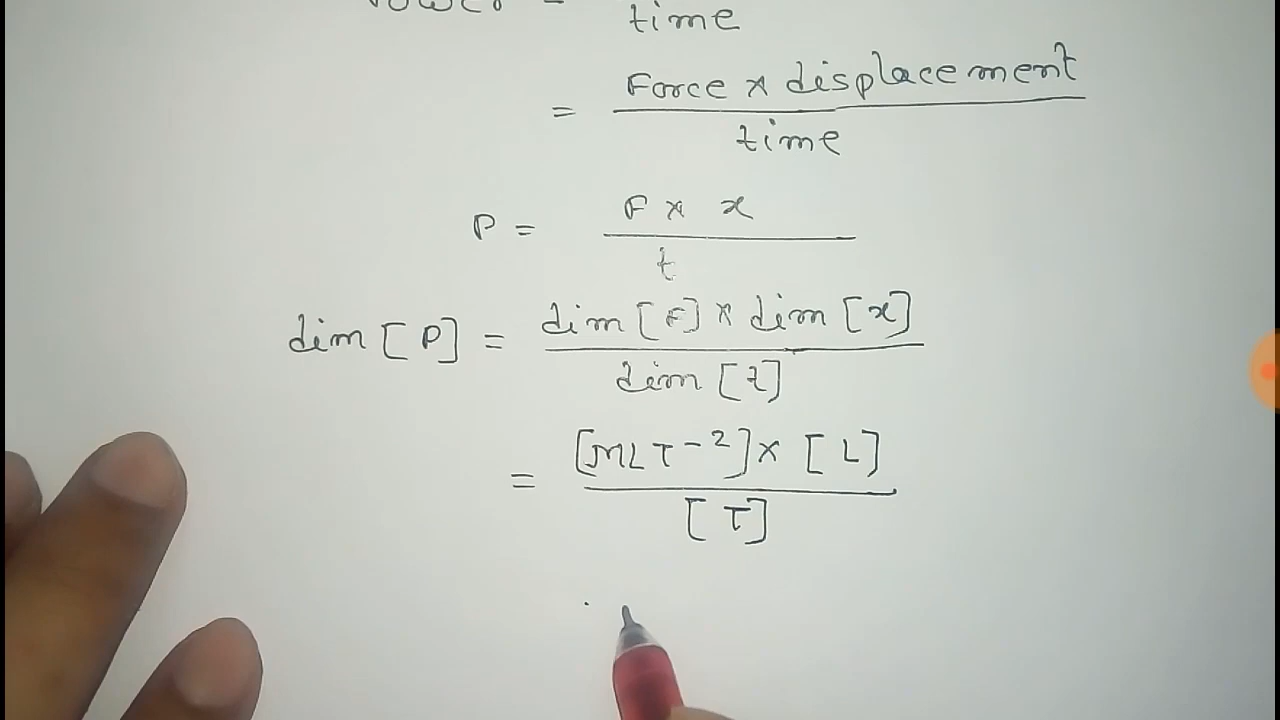 time
= Force × displacement
time
P = F × x
t
dim [P] = dim [F] × dim [x]
dim [t]
= [MLT-²] × [L]
[T]